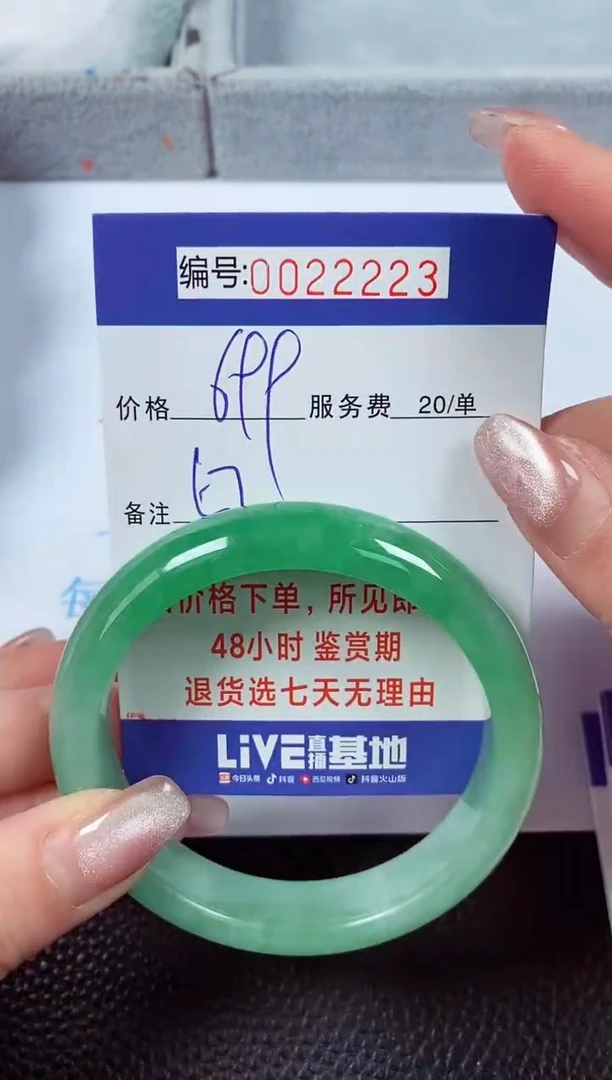 编号:0022223
价格 699 服务费 20/单
备注
价格下单，所见即
48小时 鉴赏期
退货选七天无理由
LiVE直播基地
今日头条 抖音 西瓜视频 抖音火山版